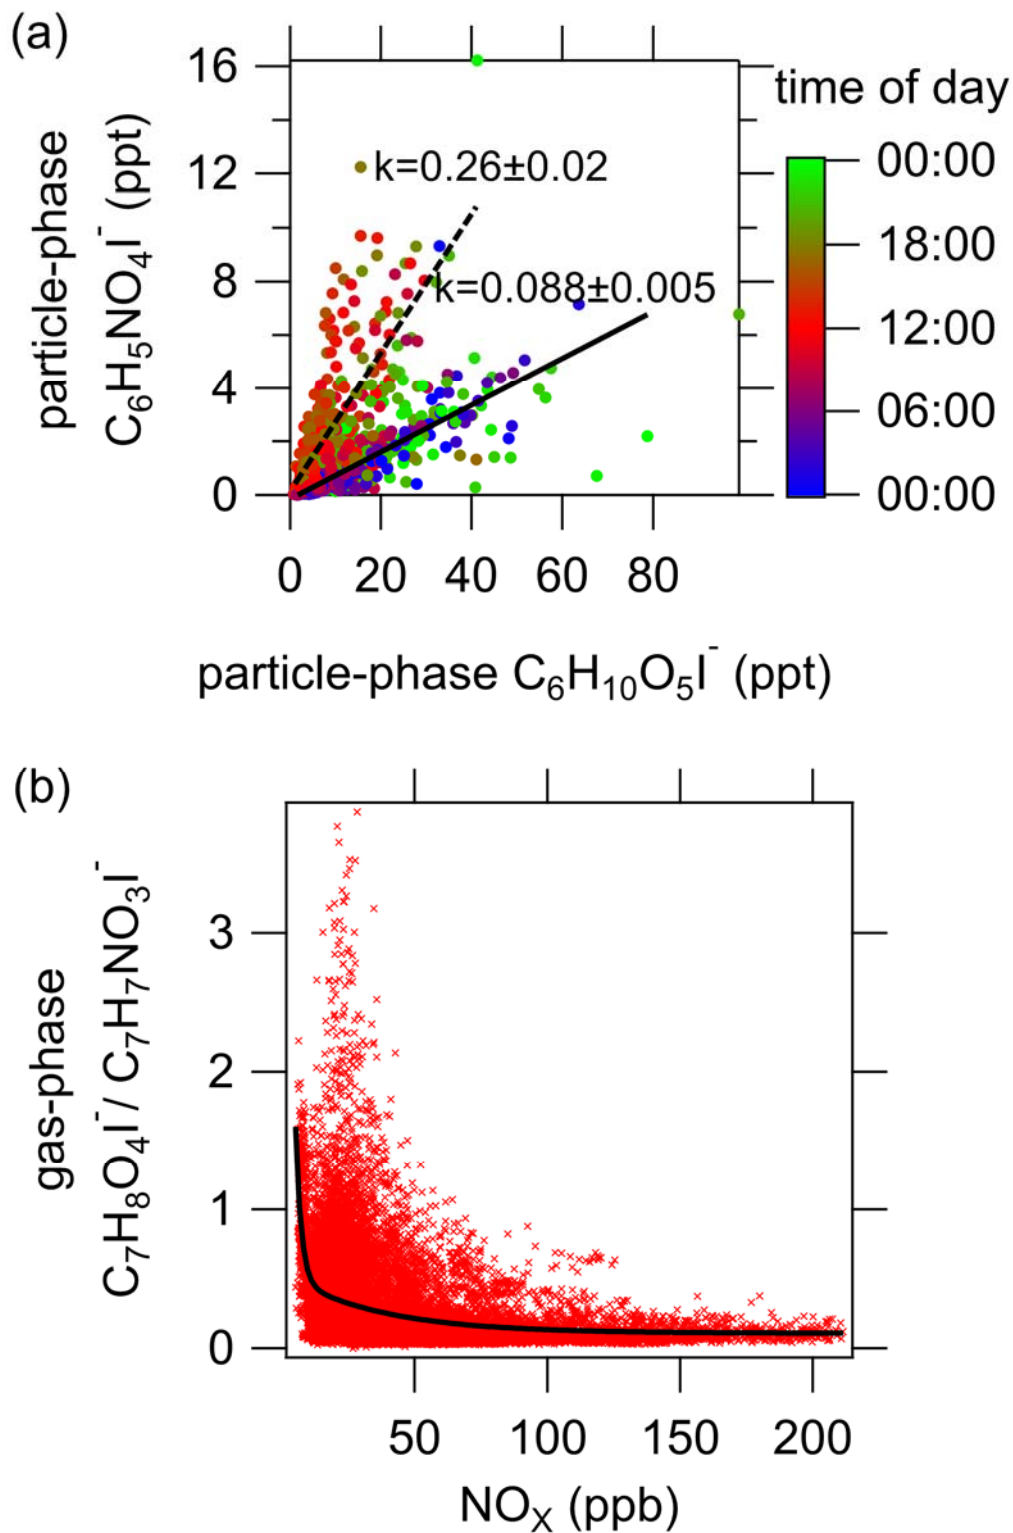 (a)
particle-phase
C₆H₅NO₄I⁻ (ppt)
16
12
8
4
0
k=0.26±0.02
k=0.088±0.005
0 20 40 60 80
particle-phase C₆H₁₀O₅I⁻ (ppt)
time of day
00:00
18:00
12:00
06:00
00:00
(b)
gas-phase
C₇H₈O₄I⁻/ C₇H₇NO₃I⁻
3
2
1
0
50 100 150 200
NOₓ (ppb)